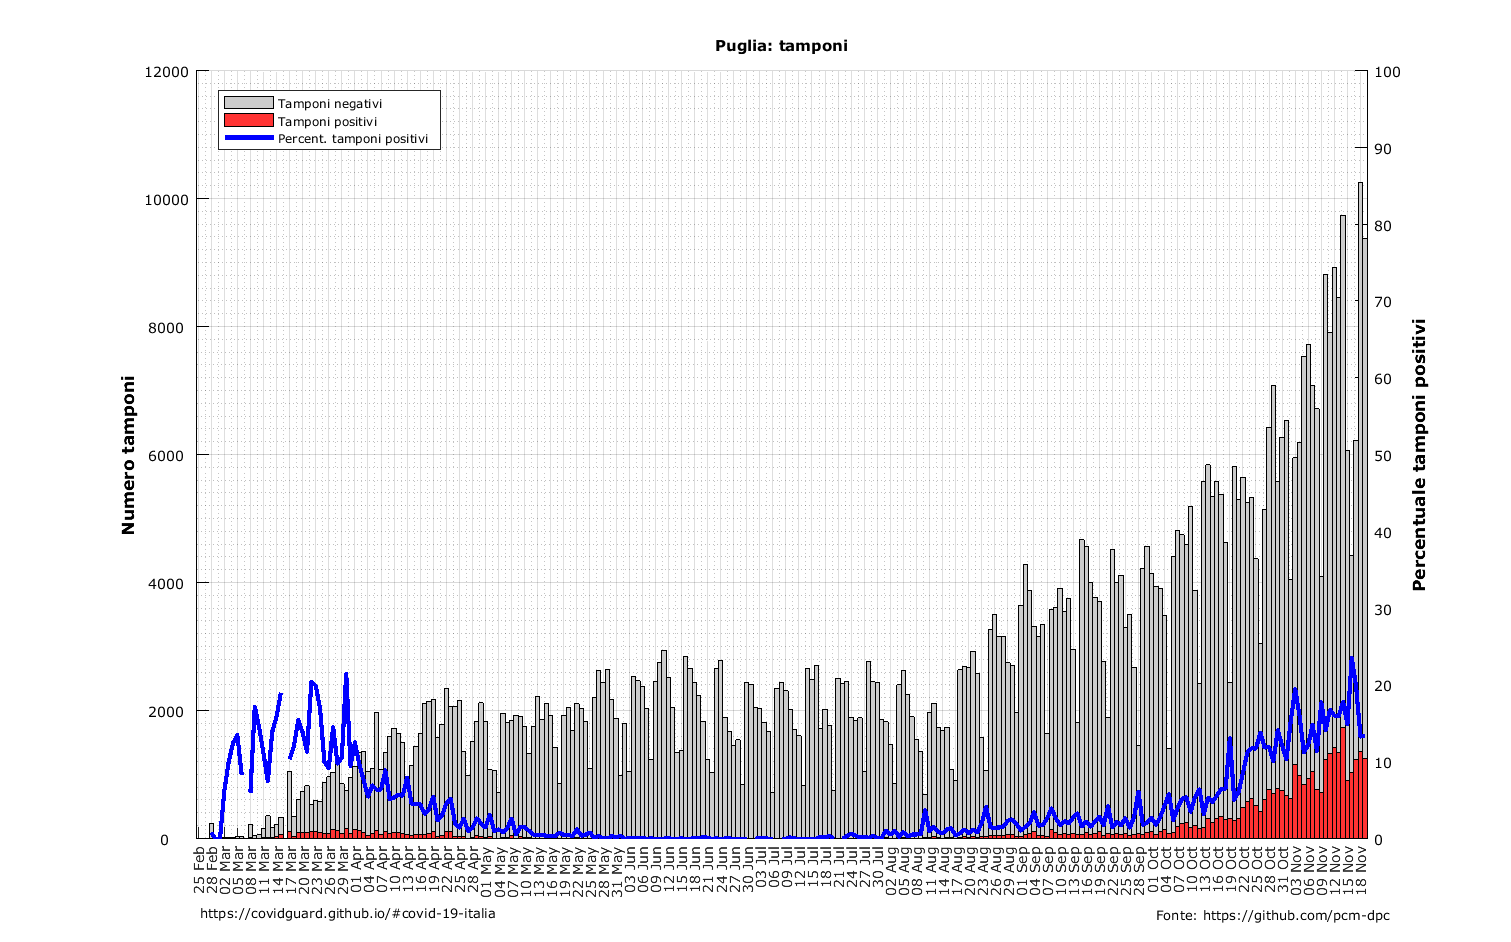 Puglia: tamponi
12000
10000
8000
6000
4000
2000
0
Numero tamponi
Tamponi negativi
Tamponi positivi
Percent. tamponi positivi
100
90
80
70
60
50
40
30
20
10
0
Percentuale tamponi positivi
25 Feb
28 Feb
02 Mar
05 Mar
08 Mar
11 Mar
14 Mar
17 Mar
20 Mar
23 Mar
26 Mar
29 Mar
01 Apr
04 Apr
07 Apr
10 Apr
13 Apr
16 Apr
19 Apr
22 Apr
25 Apr
28 Apr
01 May
04 May
07 May
10 May
13 May
16 May
19 May
22 May
25 May
28 May
31 May
03 Jun
06 Jun
09 Jun
12 Jun
15 Jun
18 Jun
21 Jun
24 Jun
27 Jun
30 Jun
03 Jul
06 Jul
09 Jul
12 Jul
15 Jul
18 Jul
21 Jul
24 Jul
27 Jul
30 Jul
02 Aug
05 Aug
08 Aug
11 Aug
14 Aug
17 Aug
20 Aug
23 Aug
26 Aug
29 Aug
01 Sep
04 Sep
07 Sep
10 Sep
13 Sep
16 Sep
19 Sep
22 Sep
25 Sep
28 Sep
01 Oct
04 Oct
07 Oct
10 Oct
13 Oct
16 Oct
19 Oct
22 Oct
25 Oct
28 Oct
31 Oct
03 Nov
06 Nov
09 Nov
12 Nov
15 Nov
18 Nov
https://covidguard.github.io/#covid-19-italia
Fonte: https://github.com/pcm-dpc